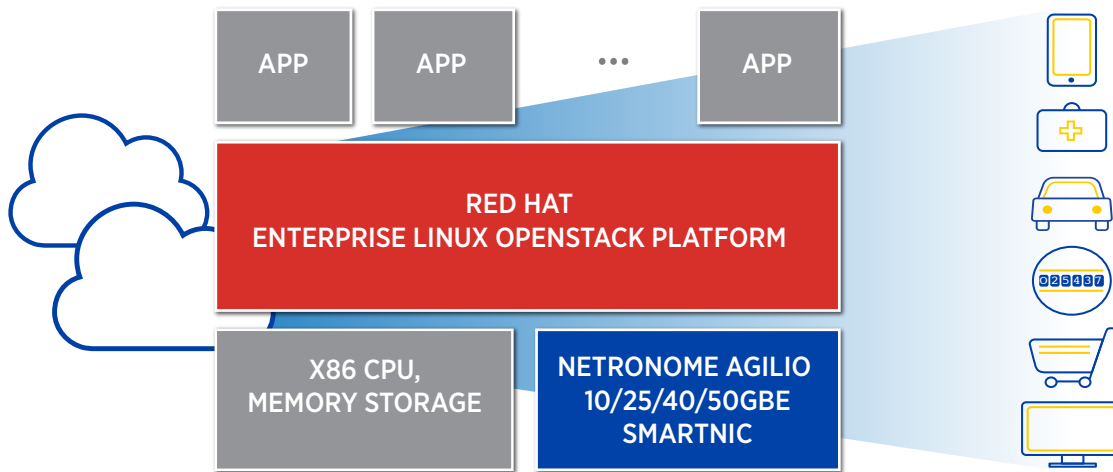 APP
APP
...
APP
RED HAT
ENTERPRISE LINUX OPENSTACK PLATFORM
025437
X86 CPU,
MEMORY STORAGE
NETRONOME AGILIO
10/25/40/50GBE
SMARTNIC